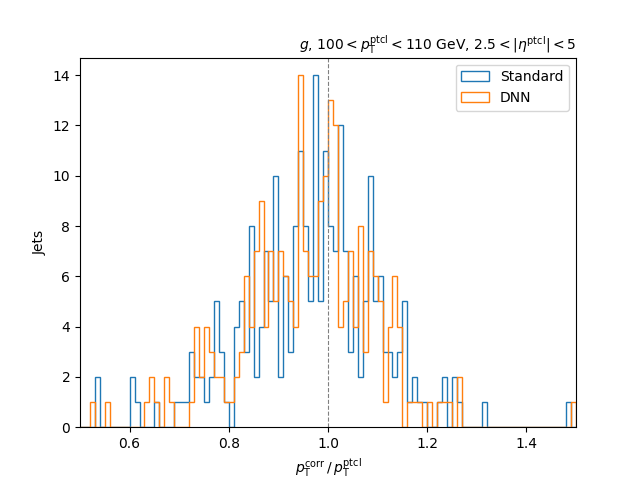 g, 100 < p_T^ptcl < 110 GeV, 2.5 < |η^ptcl| < 5
Standard
DNN
Jets
14
12
10
8
6
4
2
0
0.6 0.8 1.0 1.2 1.4
p_T^corr / p_T^ptcl